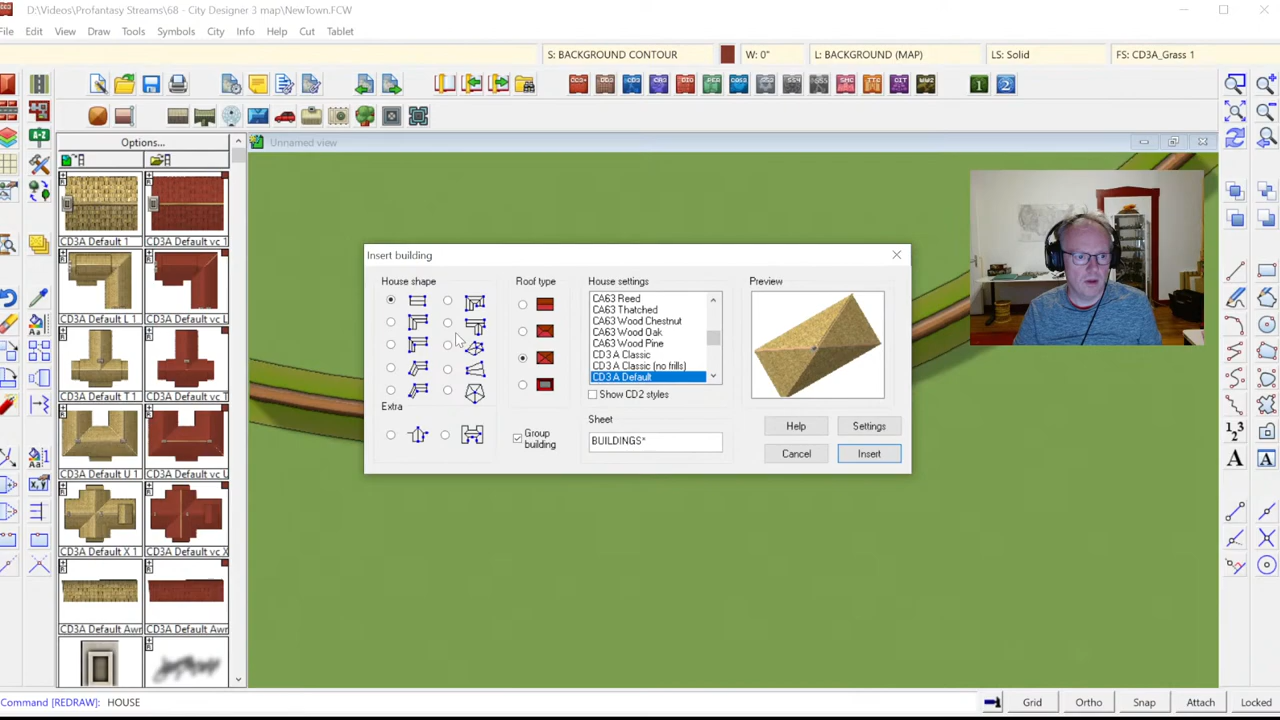 D:\Videos\Profantasy Streams\68 - City Designer 3 map\NewTown.FCW
File Edit View Draw Tools Symbols City Info Help Cut Tablet
S: BACKGROUND CONTOUR W: 0" L: BACKGROUND (MAP) LS: Solid FS: CD3A_Grass 1
Options...
Unnamed view
CD3A Default 1 CD3A Default vc 1
CD3A Default L 1 CD3A Default vc L
CD3A Default T 1 CD3A Default vc T
CD3A Default U 1 CD3A Default vc U
CD3A Default X 1 CD3A Default vc X
CD3A Default Awr CD3A Default Awr
Insert building
House shape
Roof type
House settings
Preview
CA63 Reed
CA63 Thatched
CA63 Wood Chestnut
CA63 Wood Oak
CA63 Wood Pine
CD3 A Classic
CD3 A Classic (no frills)
CD3 A Default
Show CD2 styles
Extra
Group building
Sheet
BUILDINGS*
Help Settings
Cancel Insert
Command [REDRAW]: HOUSE
Grid Ortho Snap Attach Locked